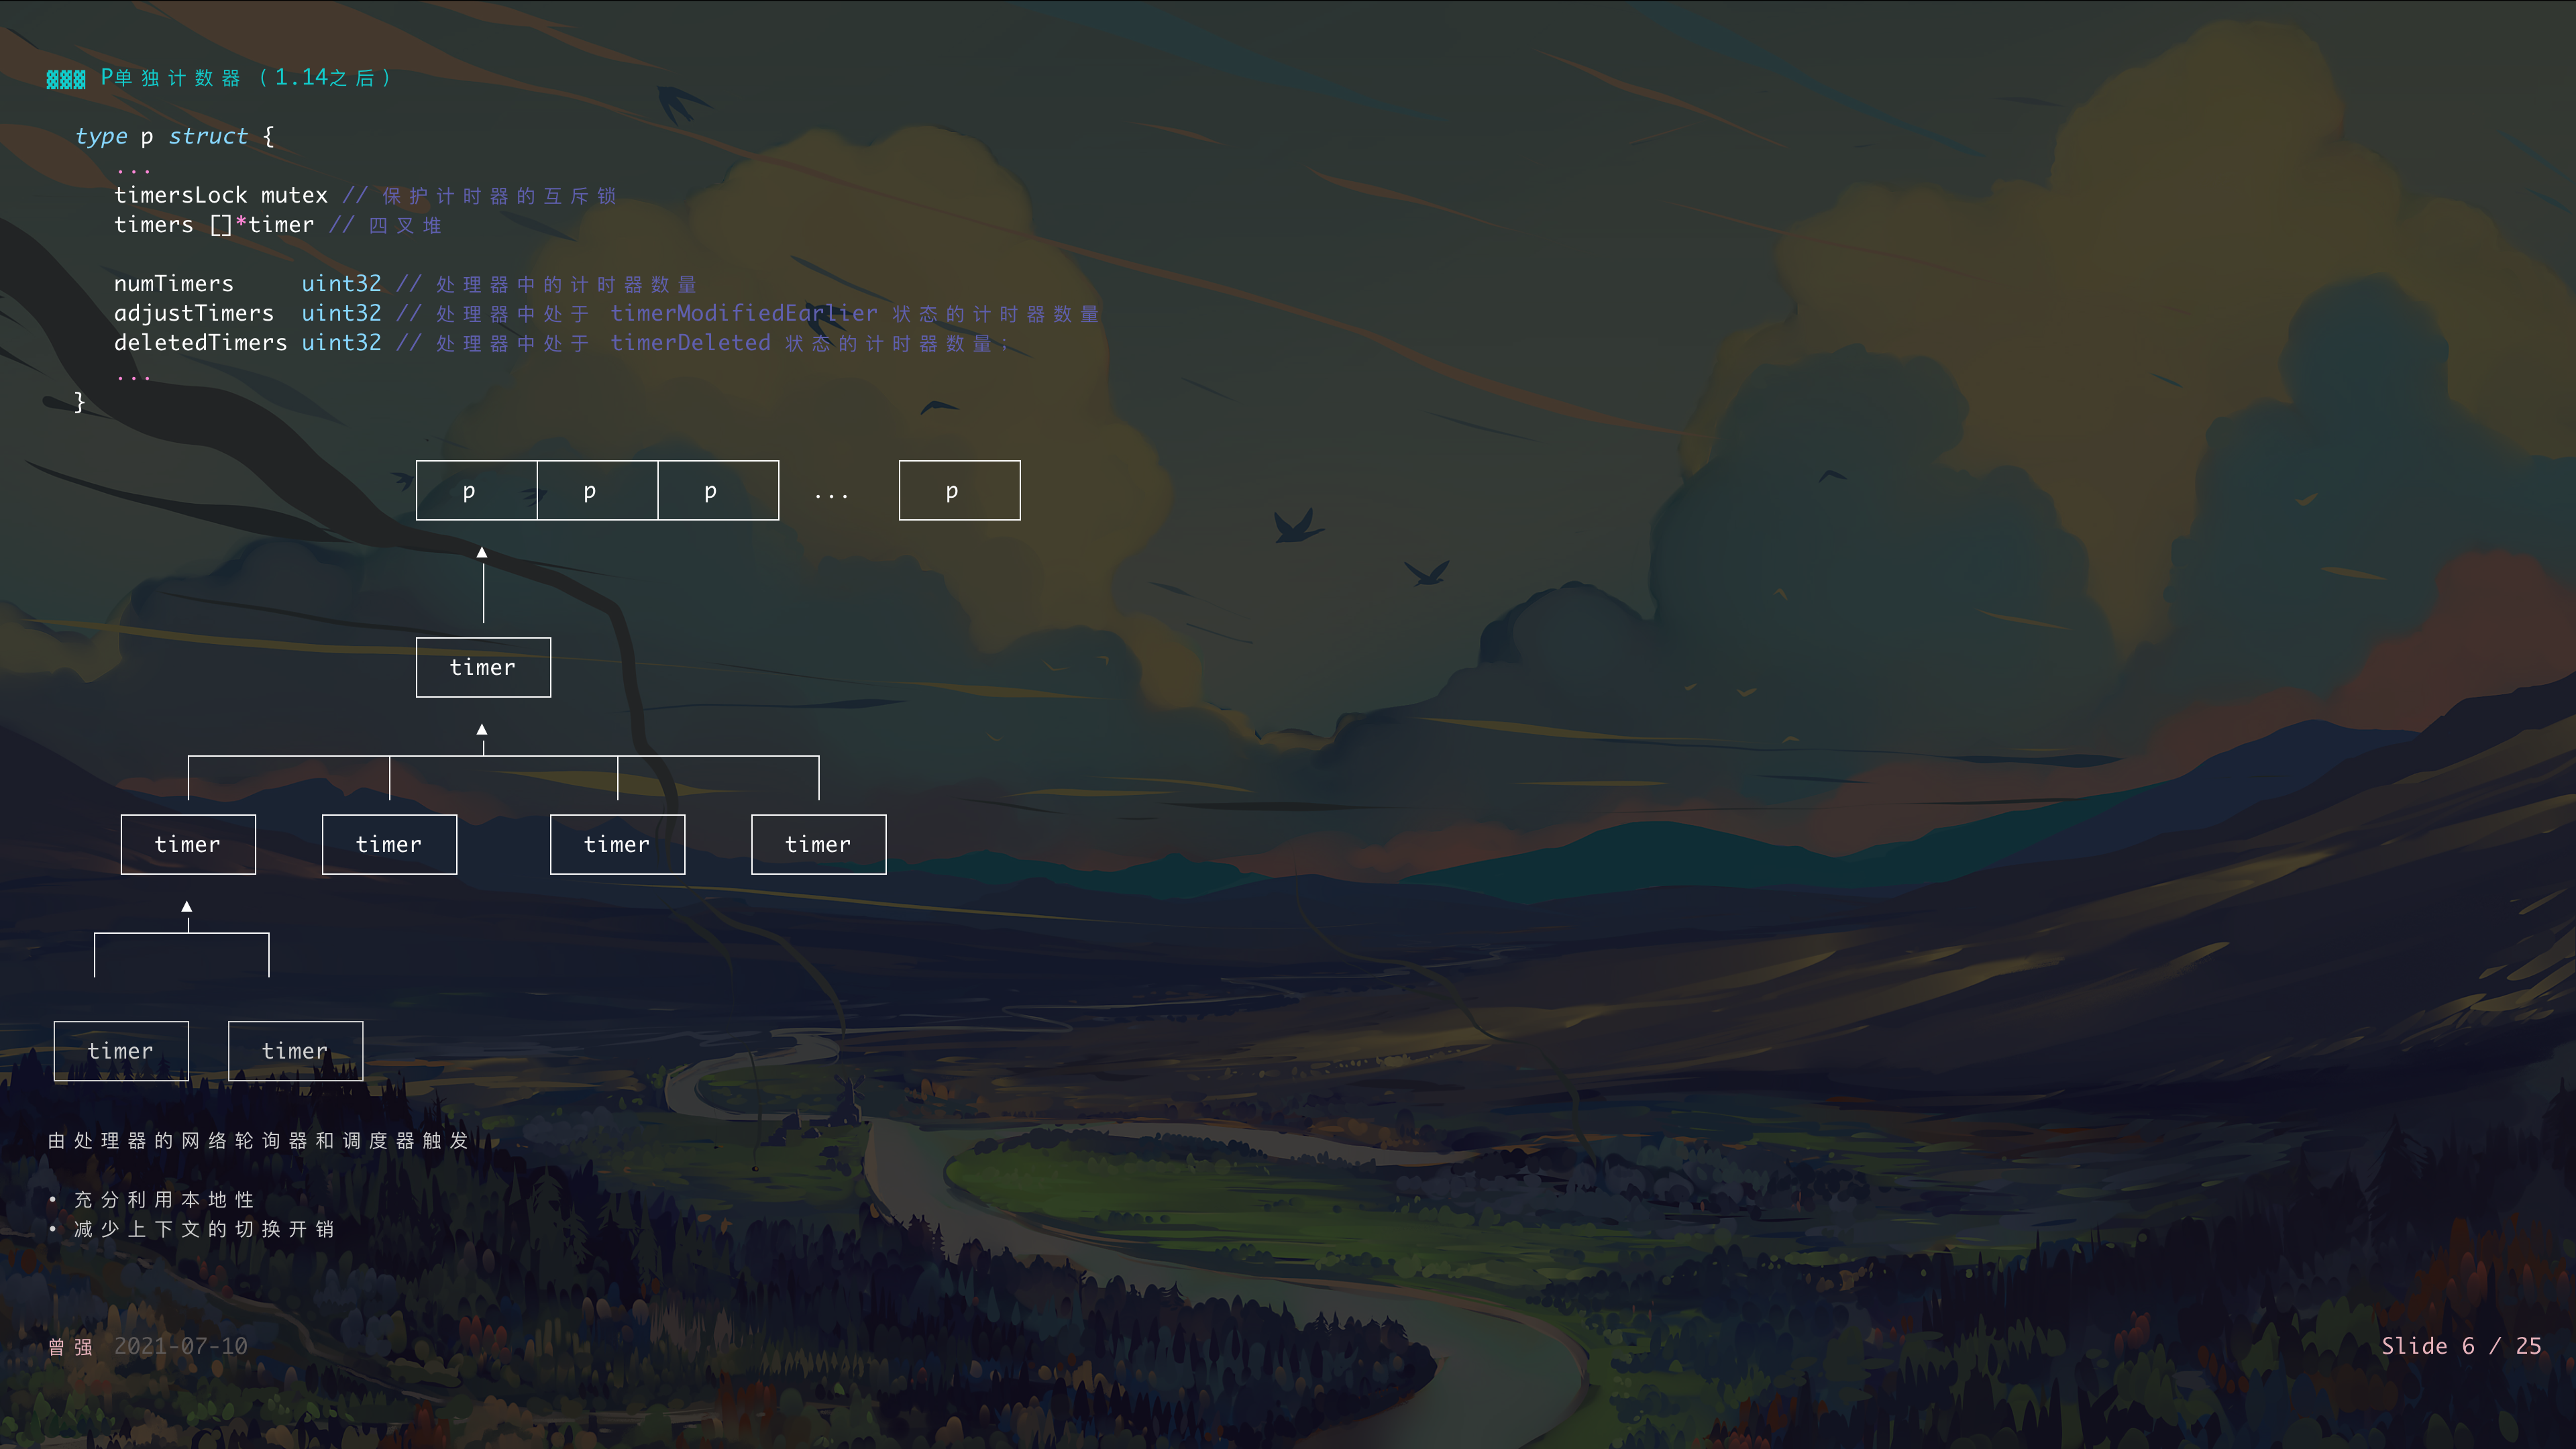 ▓▓▓ P单独计数器（1.14之后）
type p struct {
...
timersLock mutex // 保护计时器的互斥锁
timers []*timer // 四叉堆
numTimers     uint32 // 处理器中的计时器数量
adjustTimers  uint32 // 处理器中处于 timerModifiedEarlier 状态的计时器数量
deletedTimers uint32 // 处理器中处于 timerDeleted 状态的计时器数量；
...
}
p p p ... p
timer
timer timer timer timer
timer timer
由处理器的网络轮询器和调度器触发
• 充分利用本地性
• 减少上下文的切换开销
曾强 2021-07-10
Slide 6 / 25